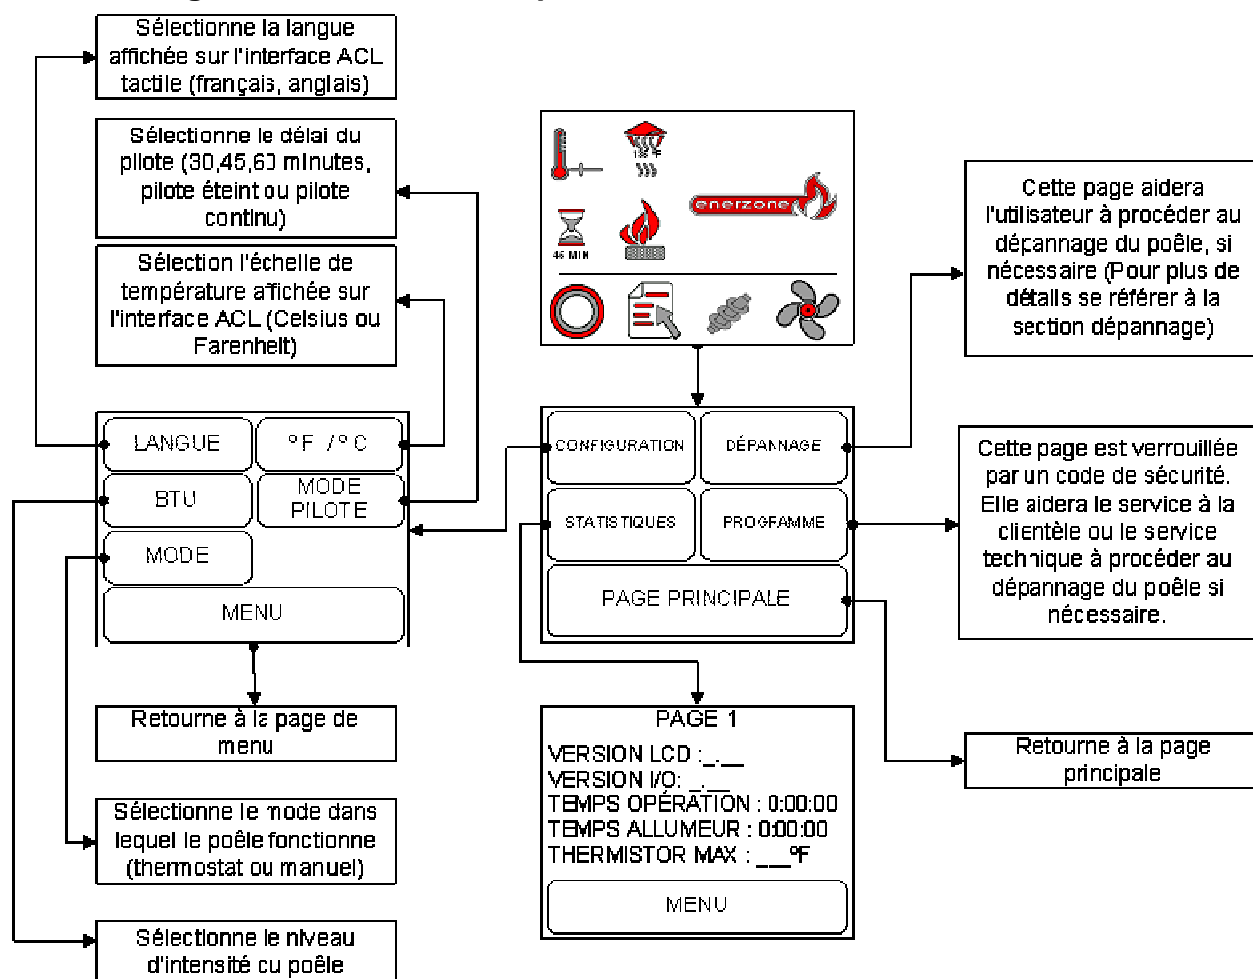 Sélectionne la langue
affichée sur l'interface ACL
tactile (français, anglais)
Sélectionne le délai du
pilote (30,45,60 minutes,
pilote éteint ou pilote
continu)
Sélection l'échelle de
température affichée sur
l'interface ACL (Celsius ou
Farenheit)
LANGUE
°F /°C
BTU
MODE
PILOTE
MODE
MENU
Retourne à la page de
menu
Sélectionne le mode dans
lequel le poêle fonctionne
(thermostat ou manuel)
Sélectionne le niveau
d'intensité du poêle
enerzone
45 MIN
CONFIGURATION
DÉPANNAGE
STATISTIQUES
PROGRAMME
PAGE PRINCIPALE
PAGE 1
VERSION LCD :_.__
VERSION I/O: _.__
TEMPS OPÉRATION : 0:00:00
TEMPS ALLUMEUR : 0:00:00
THERMISTOR MAX : ___°F
MENU
Cette page aidera
l'utilisateur à procéder au
dépannage du poêle, si
nécessaire (Pour plus de
détails se référer à la
section dépannage)
Cette page est verrouillée
par un code de sécurité.
Elle aidera le service à la
clientèle ou le service
technique à procéder au
dépannage du poêle si
nécessaire.
Retourne à la page
principale